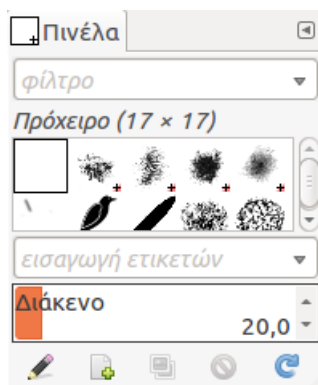 Πινέλα
φίλτρο
Πρόχειρο (17 × 17)
εισαγωγή ετικετών
Διάκενο
20,0